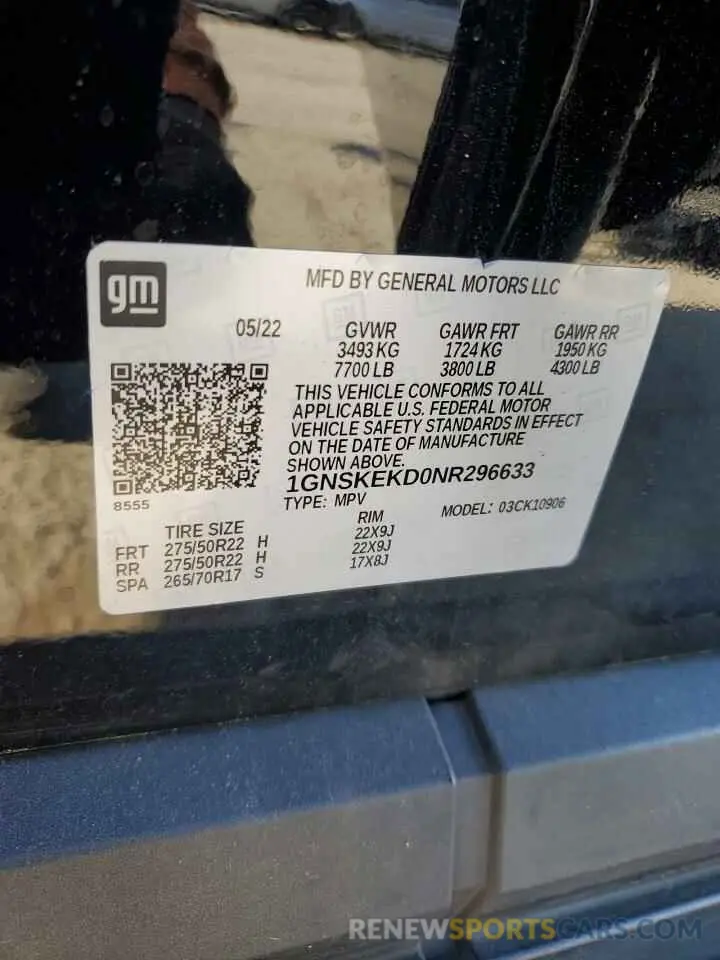 gm
MFD BY GENERAL MOTORS LLC
05/22 GVWR GAWR FRT GAWR RR
3493 KG 1724 KG 1950 KG
7700 LB 3800 LB 4300 LB
THIS VEHICLE CONFORMS TO ALL
APPLICABLE U.S. FEDERAL MOTOR
VEHICLE SAFETY STANDARDS IN EFFECT
ON THE DATE OF MANUFACTURE
SHOWN ABOVE.
1GNSKEKD0NR296633
8555
TYPE: MPV MODEL: 03CK10906
TIRE SIZE RIM
FRT 275/50R22 H 22X9J
RR 275/50R22 H 22X9J
SPA 265/70R17 S 17X8J
RENEWSPORTSCARS.COM